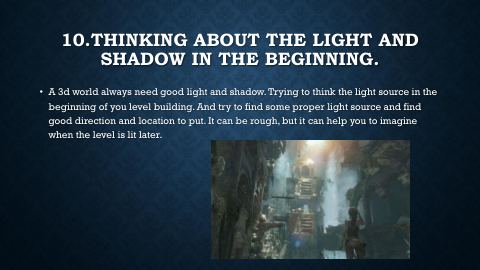 10.THINKING ABOUT THE LIGHT AND
SHADOW IN THE BEGINNING.
• A 3d world always need good light and shadow. Trying to think the light source in the
beginning of you level building. And try to find some proper light source and find
good direction and location to put. It can be rough, but it can help you to imagine
when the level is lit later.